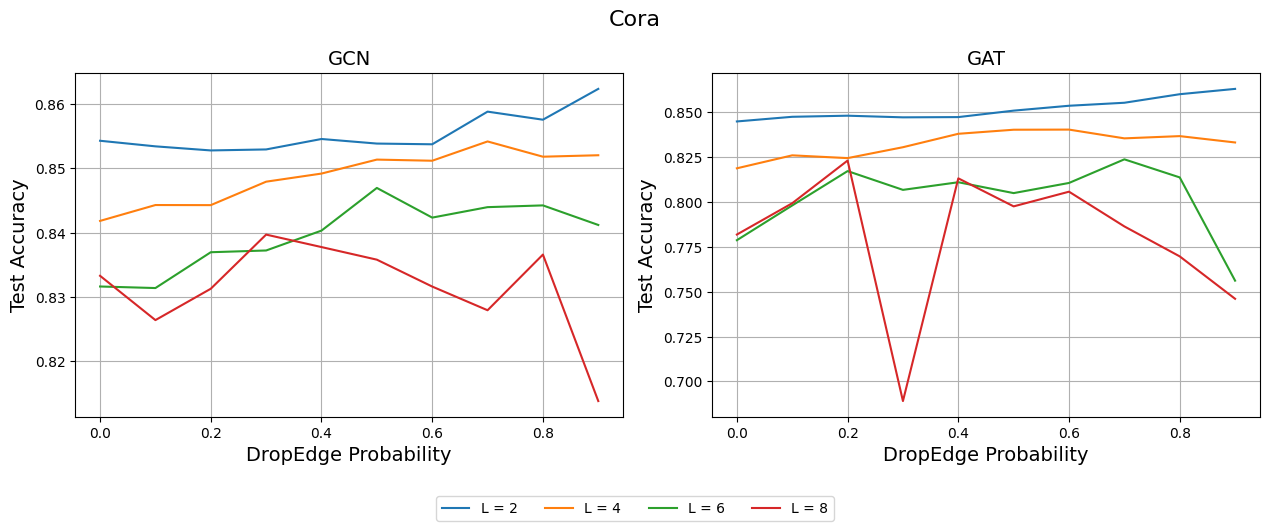 Cora
GCN
Test Accuracy
0.86
0.85
0.84
0.83
0.82
0.0 0.2 0.4 0.6 0.8
DropEdge Probability
GAT
Test Accuracy
0.850
0.825
0.800
0.775
0.750
0.725
0.700
0.0 0.2 0.4 0.6 0.8
DropEdge Probability
L = 2 L = 4 L = 6 L = 8